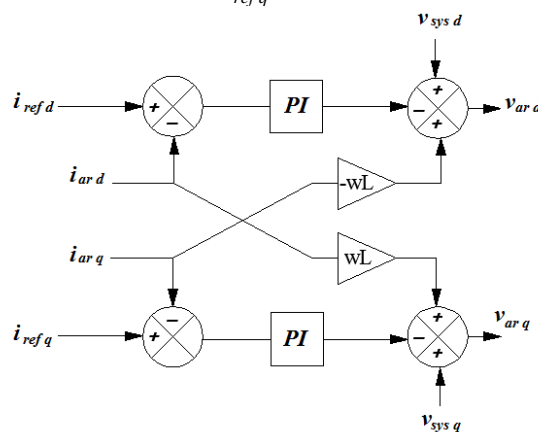 ref q
v sys d
i ref d
+
−
PI
+
−
+
v ar d
i ar d
-wL
i ar q
wL
i ref q
−
+
PI
+
−
+
v ar q
v sys q